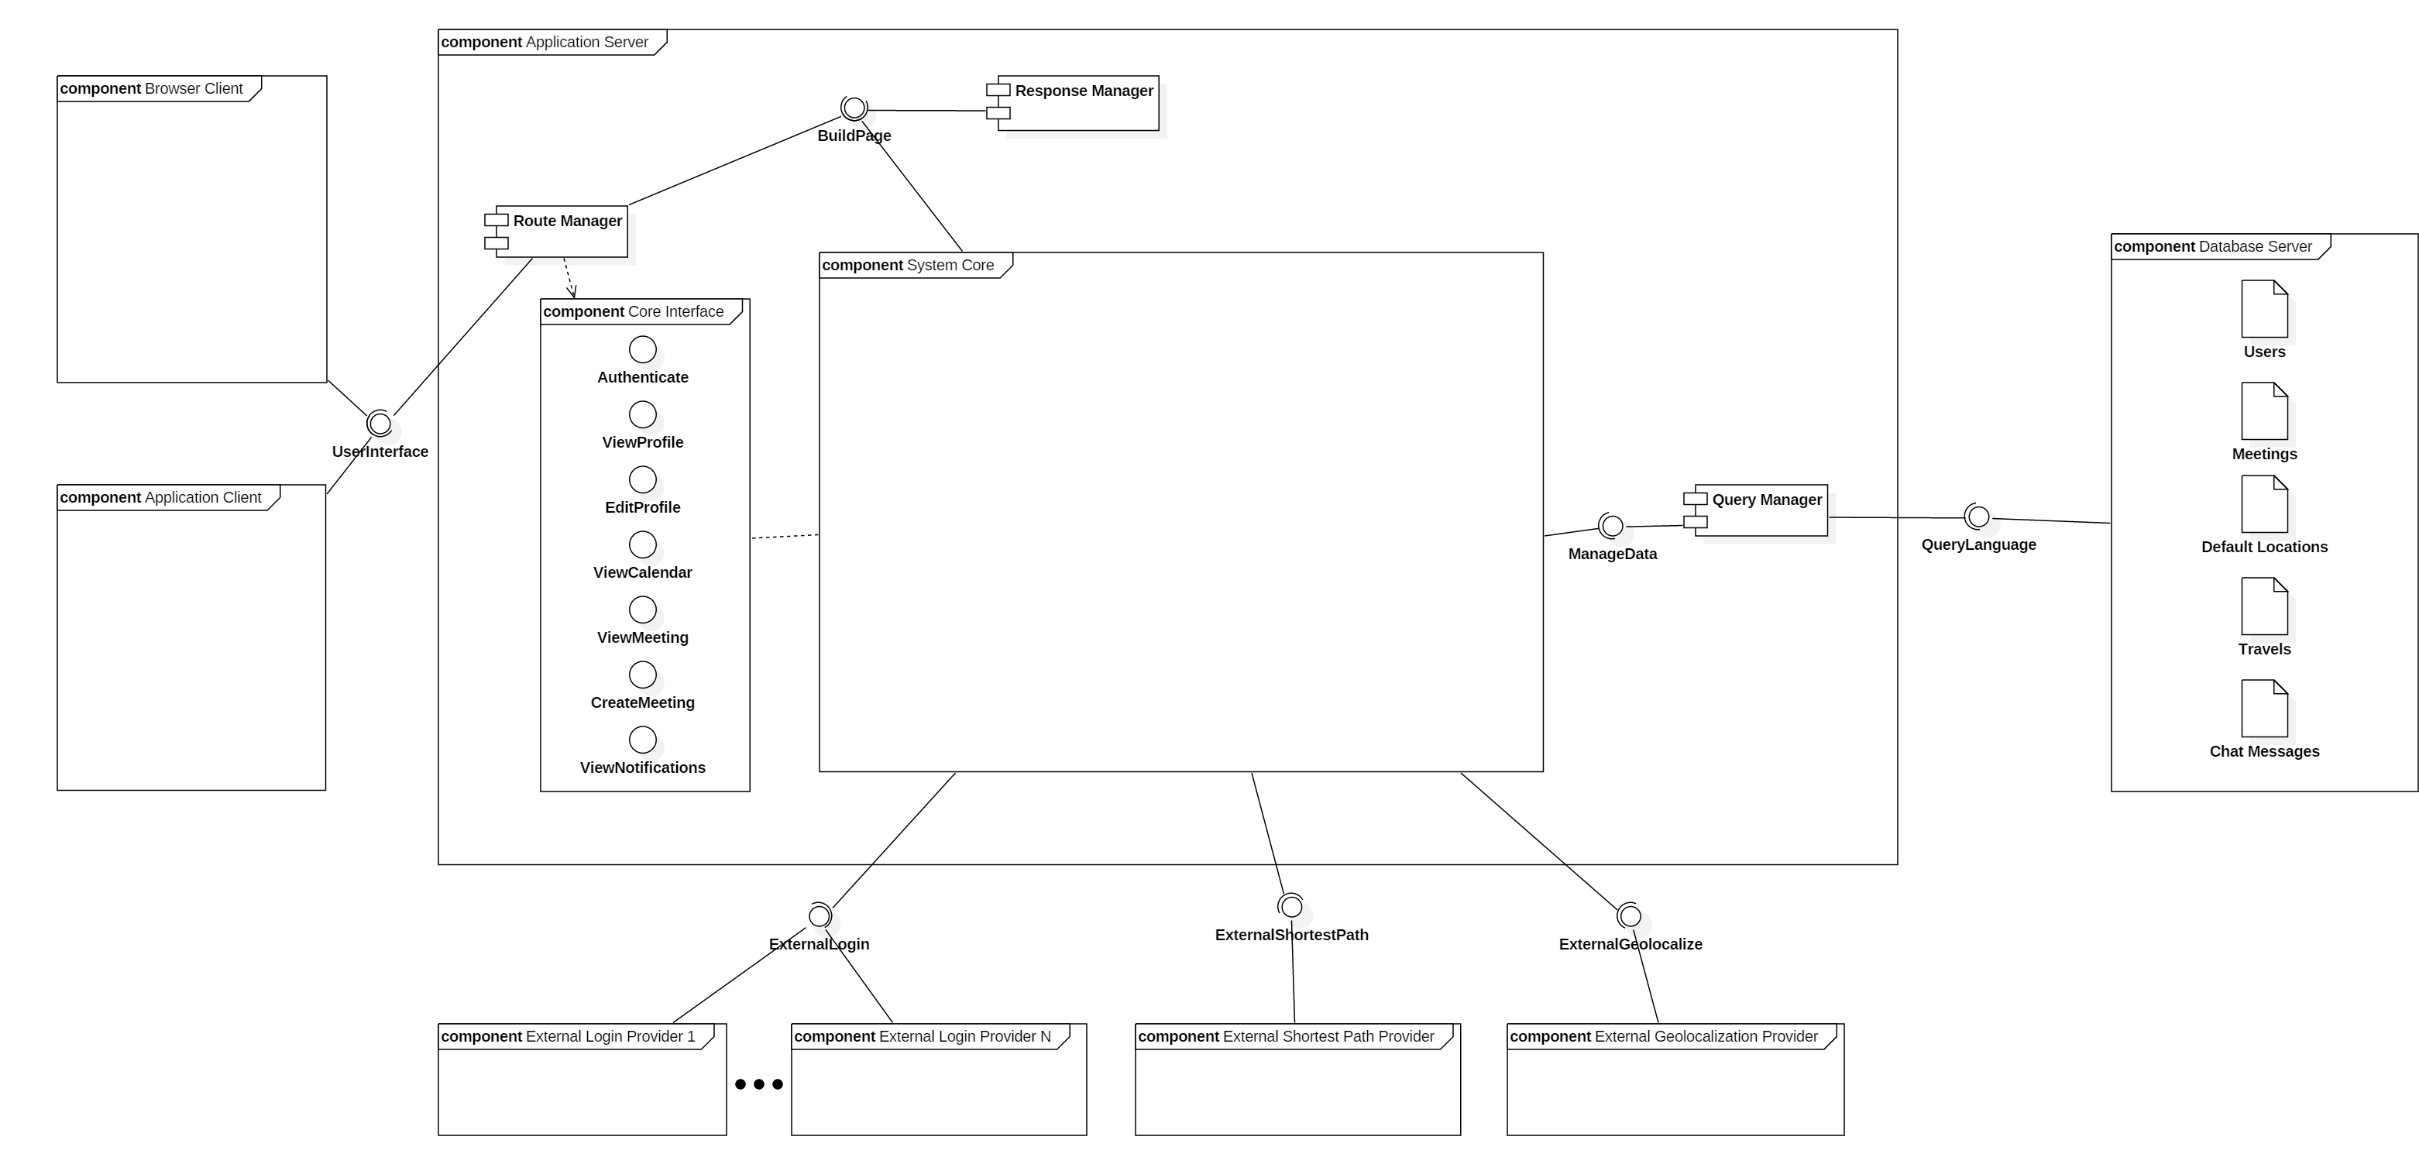 component Application Server
component Browser Client
Response Manager
BuildPage
Route Manager
component Database Server
component System Core
component Core Interface
Users
Authenticate
ViewProfile
UserInterface
Meetings
component Application Client
EditProfile
Query Manager
ManageData
QueryLanguage
Default Locations
ViewCalendar
ViewMeeting
Travels
CreateMeeting
Chat Messages
ViewNotifications
ExternalLogin
ExternalShortestPath
ExternalGeolocalize
component External Login Provider 1
component External Login Provider N
component External Shortest Path Provider
component External Geolocalization Provider